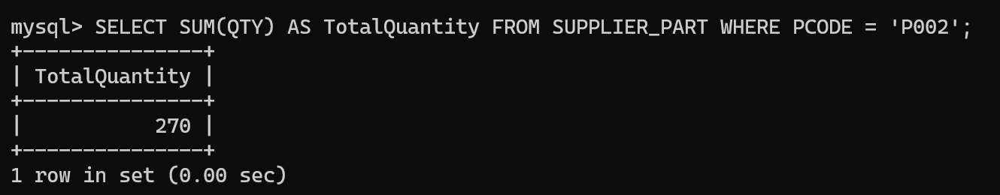 mysql> SELECT SUM(QTY) AS TotalQuantity FROM SUPPLIER_PART WHERE PCODE = 'P002';
+---------------+
| TotalQuantity |
+---------------+
|           270 |
+---------------+
1 row in set (0.00 sec)